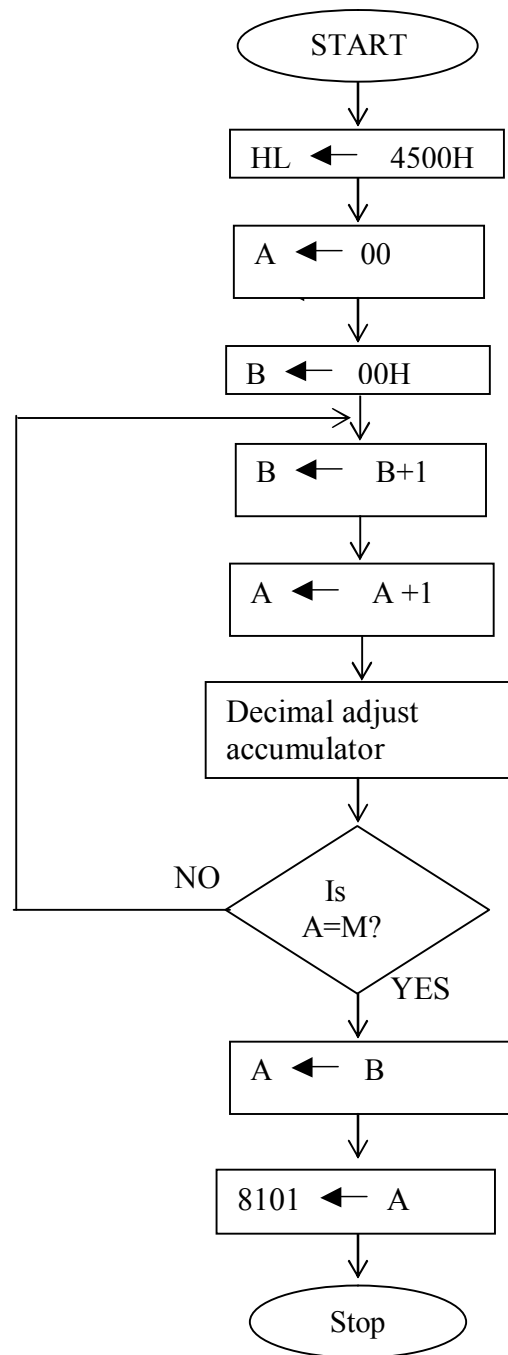 START
HL ← 4500H
A ← 00
B ← 00H
B ← B+1
A ← A +1
Decimal adjust
accumulator
NO
Is
A=M?
YES
A ← B
8101 ← A
Stop